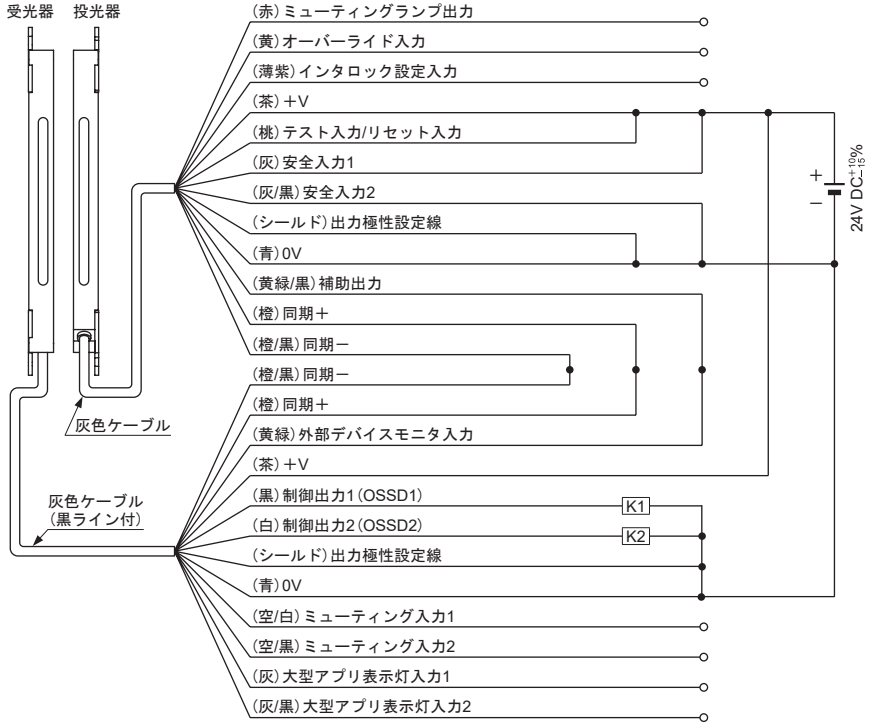 受光器 投光器
(赤)ミューティングランプ出力
(黄)オーバーライド入力
(薄紫)インタロック設定入力
(茶)+V
(桃)テスト入力/リセット入力
(灰)安全入力1
(灰/黒)安全入力2
(シールド)出力極性設定線
(青)0V
(黄緑/黒)補助出力
(橙)同期+
(橙/黒)同期−
(橙/黒)同期−
(橙)同期+
(黄緑)外部デバイスモニタ入力
(茶)+V
(黒)制御出力1(OSSD1)
(白)制御出力2(OSSD2)
(シールド)出力極性設定線
(青)0V
(空/白)ミューティング入力1
(空/黒)ミューティング入力2
(灰)大型アプリ表示灯入力1
(灰/黒)大型アプリ表示灯入力2
灰色ケーブル
灰色ケーブル
(黒ライン付)
K1
K2
+
−
24V DC +10 −15 %